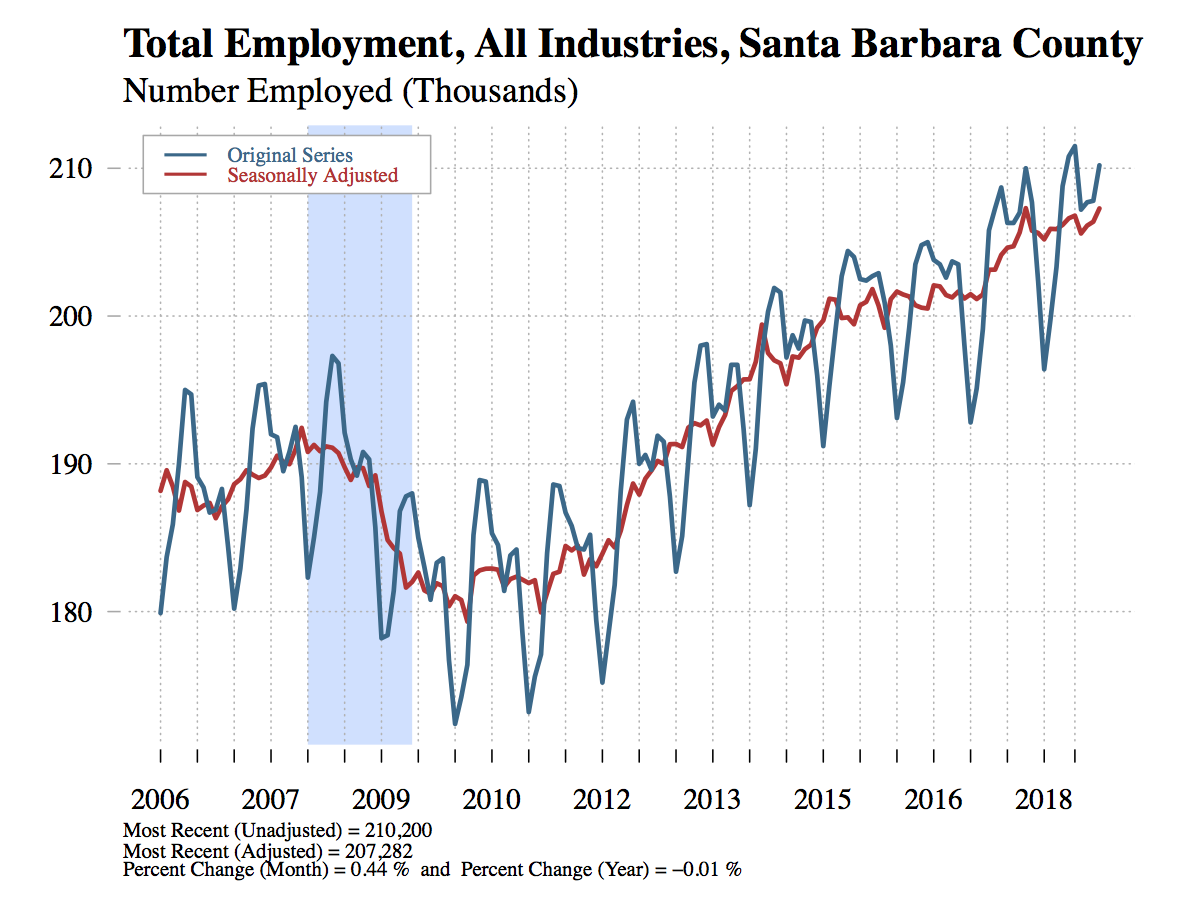 Total Employment, All Industries, Santa Barbara County
Number Employed (Thousands)
Original Series
Seasonally Adjusted
210
200
190
180
2006 2007 2009 2010 2012 2013 2015 2016 2018
Most Recent (Unadjusted) = 210,200
Most Recent (Adjusted) = 207,282
Percent Change (Month) = 0.44 % and Percent Change (Year) = −0.01 %